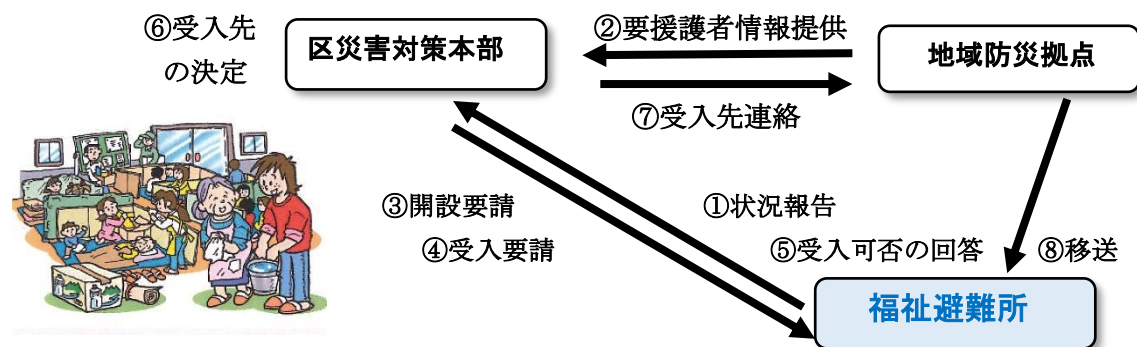 ⑥受入先
の決定
区災害対策本部
②要援護者情報提供
地域防災拠点
⑦受入先連絡
③開設要請
④受入要請
①状況報告
⑤受入可否の回答
⑧移送
福祉避難所